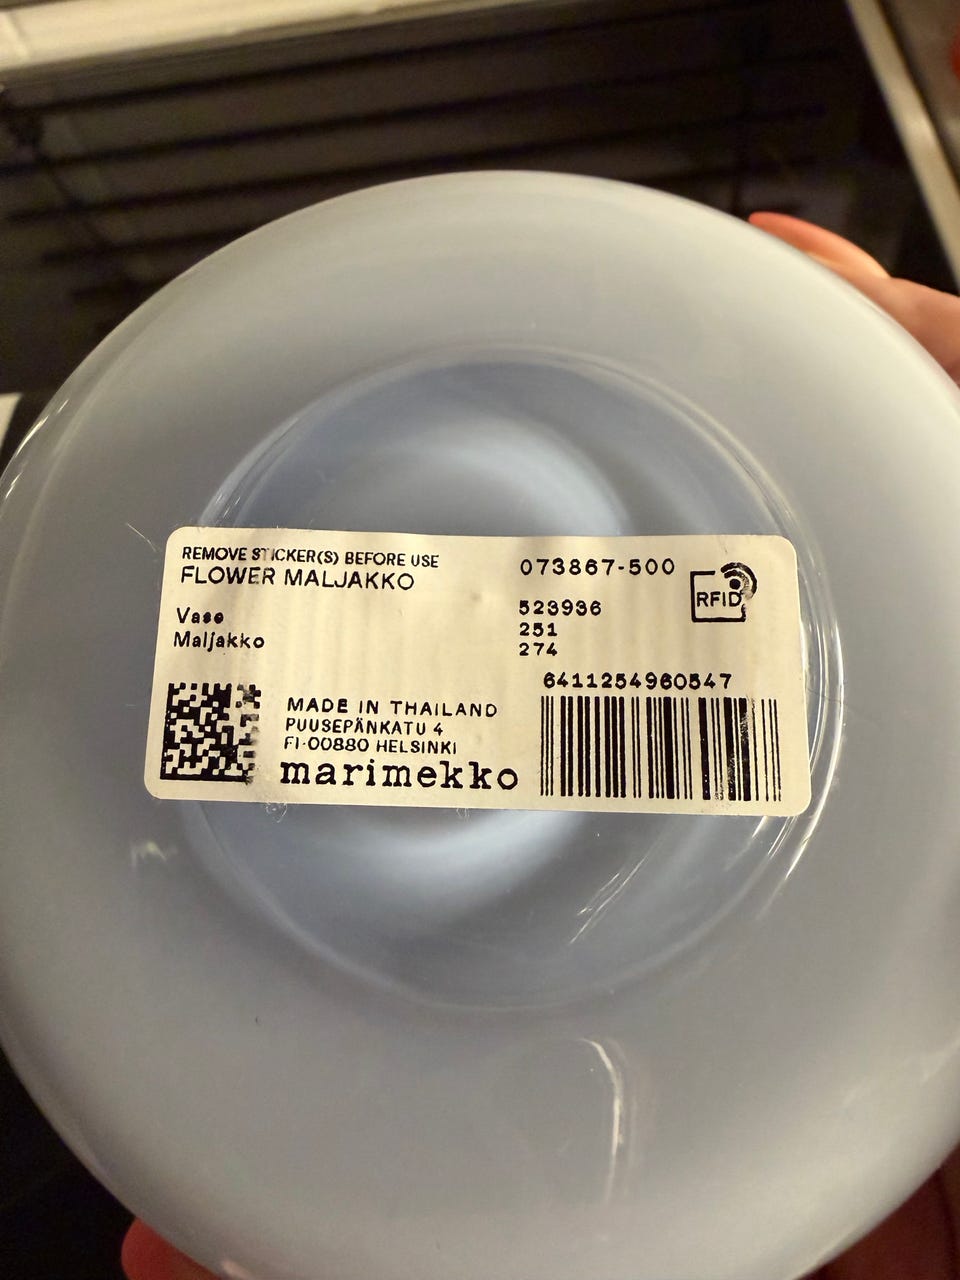 REMOVE STICKER(S) BEFORE USE
FLOWER MALJAKKO
Vase
Maljakko
073867-500
523936
251
274
RFID
6411254960547
MADE IN THAILAND
PUUSEPÄNKATU 4
FI-00880 HELSINKI
marimekko